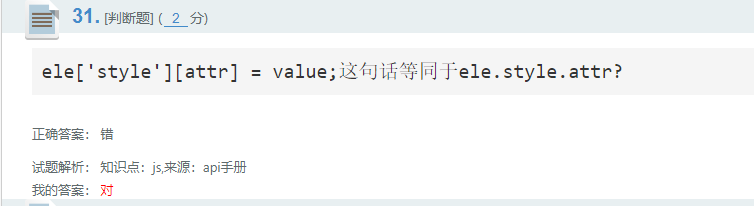 31. [判断题] ( 2 分)
ele['style'][attr] = value;这句话等同于ele.style.attr?
正确答案： 错
试题解析： 知识点：js,来源：api手册
我的答案： 对